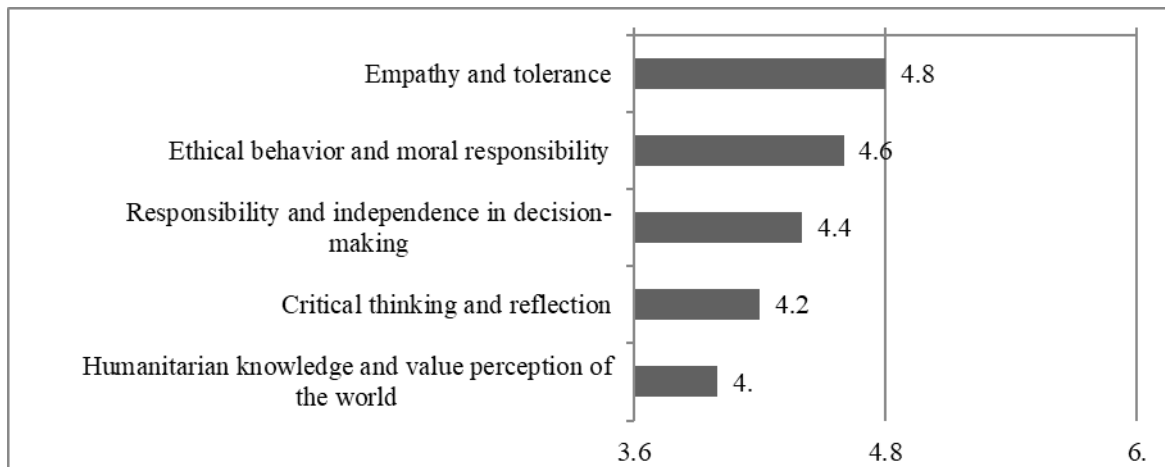 Empathy and tolerance
4.8
Ethical behavior and moral responsibility
4.6
Responsibility and independence in decision-
making
4.4
Critical thinking and reflection
4.2
Humanitarian knowledge and value perception of
the world
4.
3.6
4.8
6.